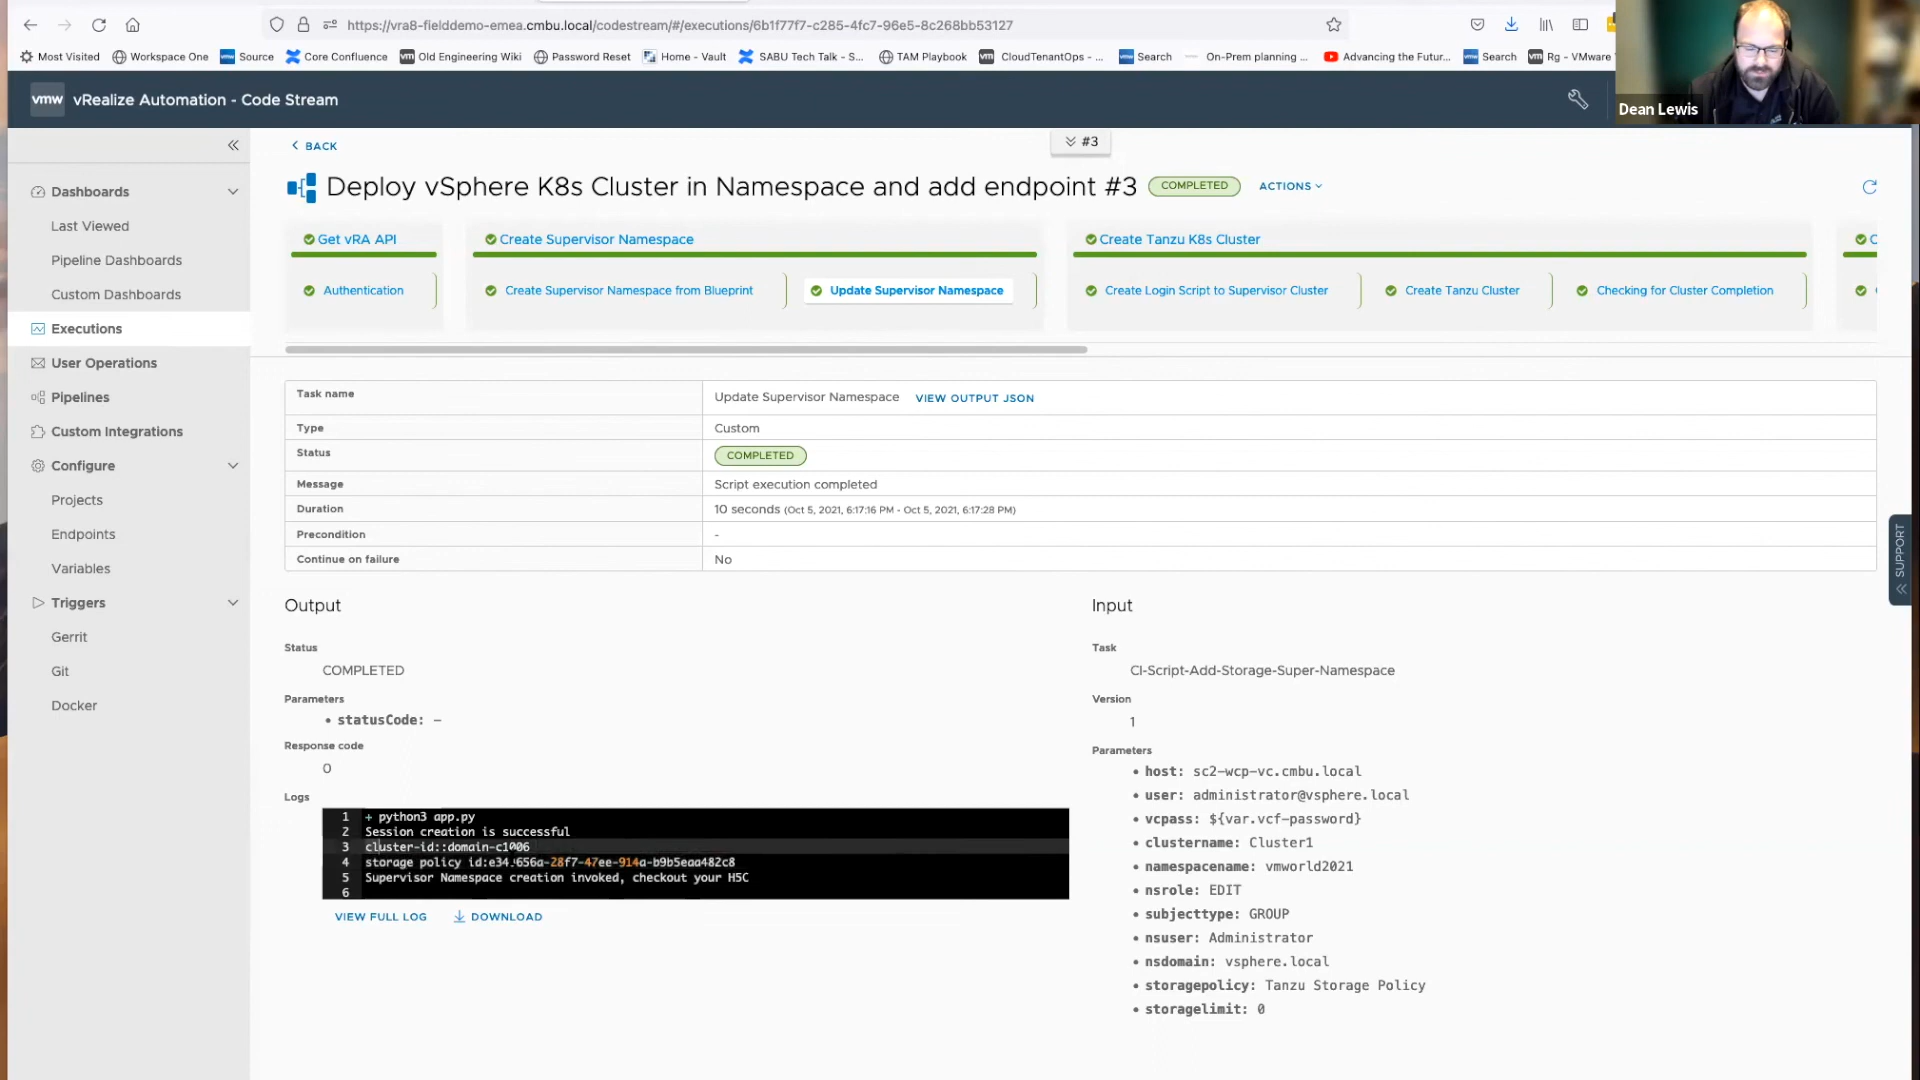 https://vra8-fielddemo-emea.cmbu.local/codestream/#/executions/6b1f77f7-c285-4fc7-96e5-8c268bb53127
Most Visited Workspace One Source Core Confluence Old Engineering Wiki Password Reset Home - Vault SABU Tech Talk - S... TAM Playbook CloudTenantOps - ... Search On-Prem planning ... Advancing the Futur... Search Rg - VMware
Dean Lewis
vmw vRealize Automation - Code Stream
BACK
#3
Deploy vSphere K8s Cluster in Namespace and add endpoint #3 COMPLETED ACTIONS
Dashboards
Last Viewed
Pipeline Dashboards
Custom Dashboards
Executions
User Operations
Pipelines
Custom Integrations
Configure
Projects
Endpoints
Variables
Triggers
Gerrit
Git
Docker
Get vRA API
Create Supervisor Namespace
Create Tanzu K8s Cluster
Authentication
Create Supervisor Namespace from Blueprint
Update Supervisor Namespace
Create Login Script to Supervisor Cluster
Create Tanzu Cluster
Checking for Cluster Completion
Task name Update Supervisor Namespace VIEW OUTPUT JSON
Type Custom
Status COMPLETED
Message Script execution completed
Duration 10 seconds (Oct 5, 2021, 6:17:16 PM - Oct 5, 2021, 6:17:28 PM)
Precondition -
Continue on failure No
SUPPORT
Output
Status
COMPLETED
Parameters
• statusCode: –
Response code
0
Logs
1 + python3 app.py
2 Session creation is successful
3 cluster-id::domain-c1006
4 storage policy id:e34.656a-28f7-47ee-914a-b9b5eaa482c8
5 Supervisor Namespace creation invoked, checkout your H5C
6
VIEW FULL LOG DOWNLOAD
Input
Task
CI-Script-Add-Storage-Super-Namespace
Version
1
Parameters
• host: sc2-wcp-vc.cmbu.local
• user: administrator@vsphere.local
• vcpass: ${var.vcf-password}
• clustername: Cluster1
• namespacename: vmworld2021
• nsrole: EDIT
• subjecttype: GROUP
• nsuser: Administrator
• nsdomain: vsphere.local
• storagepolicy: Tanzu Storage Policy
• storagelimit: 0